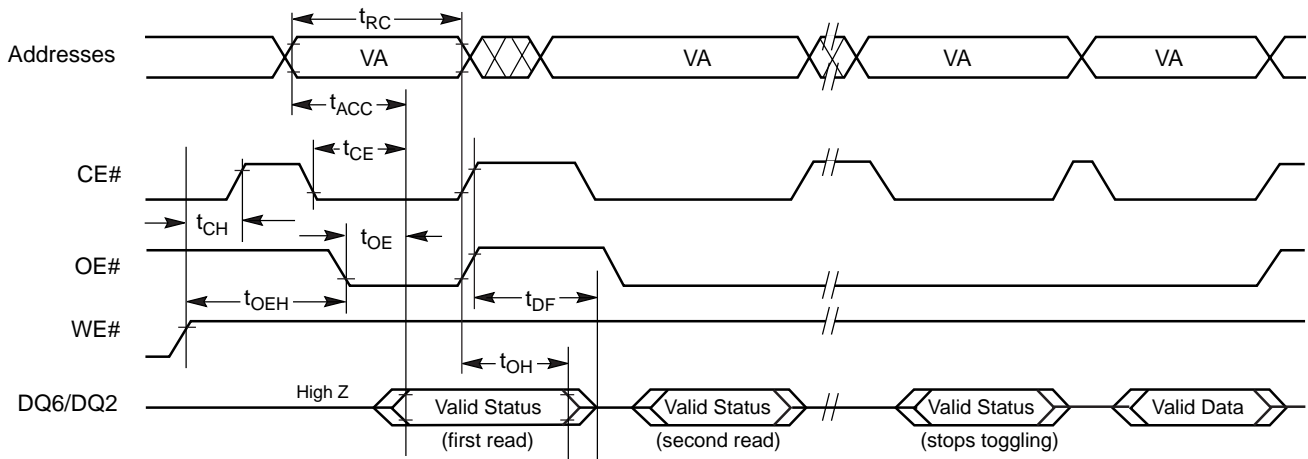 tRC
Addresses VA VA VA VA
tACC
tCE
CE#
tCH
tOE
OE#
tOEH tDF
WE#
tOH
High Z
DQ6/DQ2 Valid Status Valid Status Valid Status Valid Data
(first read) (second read) (stops toggling)